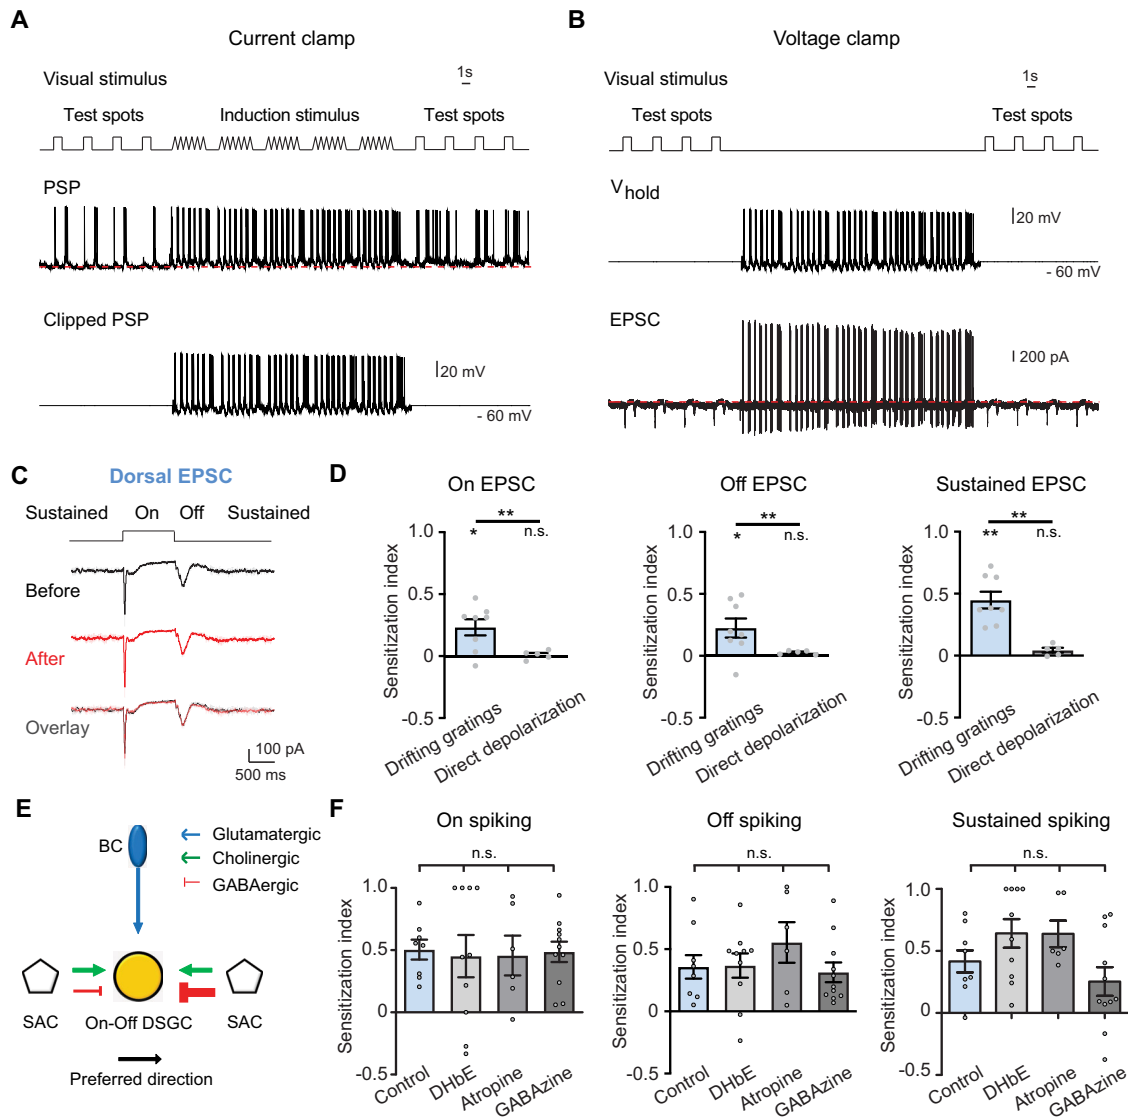 A
Current clamp
Visual stimulus
1s
Test spots
Induction stimulus
Test spots
PSP
Clipped PSP
20 mV
- 60 mV
B
Voltage clamp
Visual stimulus
1s
Test spots
Test spots
Vhold
20 mV
- 60 mV
EPSC
200 pA
C
Dorsal EPSC
Sustained On Off Sustained
Before
After
Overlay
100 pA
500 ms
D
On EPSC
Sensitization index
1.0
0.5
0
-0.5
**
*
n.s.
Drifting gratings
Direct depolarization
Off EPSC
Sensitization index
1.0
0.5
0
-0.5
**
*
n.s.
Drifting gratings
Direct depolarization
Sustained EPSC
Sensitization index
1.0
0.5
0
-0.5
**
**
n.s.
Drifting gratings
Direct depolarization
E
BC
Glutamatergic
Cholinergic
GABAergic
SAC
On-Off DSGC
SAC
Preferred direction
F
On spiking
n.s.
Sensitization index
1.0
0.5
0
-0.5
Control
DHbE
Atropine
GABAzine
Off spiking
n.s.
Sensitization index
1.0
0.5
0
-0.5
Control
DHbE
Atropine
GABAzine
Sustained spiking
n.s.
Sensitization index
1.0
0.5
0
-0.5
Control
DHbE
Atropine
GABAzine